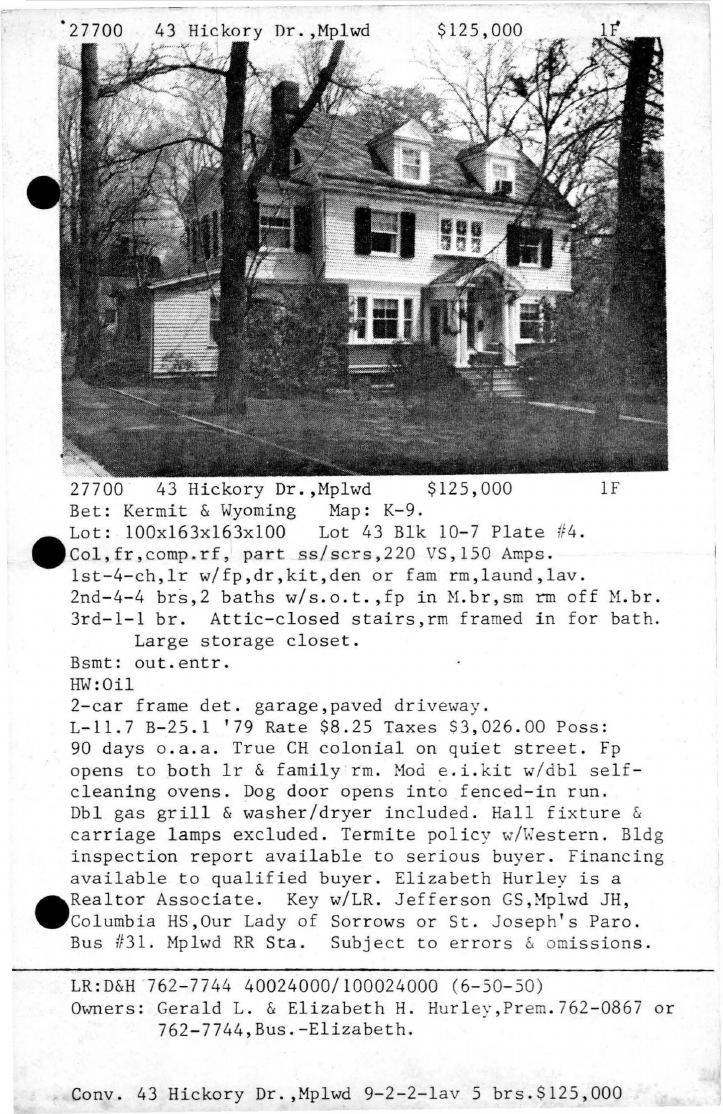 27700 43 Hickory Dr.,Mplwd $125,000 1F
27700 43 Hickory Dr.,Mplwd $125,000 1F
Bet: Kermit & Wyoming Map: K-9.
Lot: 100x163x163x100 Lot 43 Blk 10-7 Plate #4.
Col,fr,comp.rf, part ss/scrs,220 VS,150 Amps.
1st-4-ch,lr w/fp,dr,kit,den or fam rm,laund,lav.
2nd-4-4 brs,2 baths w/s.o.t.,fp in M.br,sm rm off M.br.
3rd-1-1 br. Attic-closed stairs,rm framed in for bath.
Large storage closet.
Bsmt: out.entr.
HW:Oil
2-car frame det. garage,paved driveway.
L-11.7 B-25.1 '79 Rate $8.25 Taxes $3,026.00 Poss:
90 days o.a.a. True CH colonial on quiet street. Fp
opens to both lr & family rm. Mod e.i.kit w/dbl self-
cleaning ovens. Dog door opens into fenced-in run.
Dbl gas grill & washer/dryer included. Hall fixture &
carriage lamps excluded. Termite policy w/Western. Bldg
inspection report available to serious buyer. Financing
available to qualified buyer. Elizabeth Hurley is a
Realtor Associate. Key w/LR. Jefferson GS,Mplwd JH,
Columbia HS,Our Lady of Sorrows or St. Joseph's Paro.
Bus #31. Mplwd RR Sta. Subject to errors & omissions.
LR:D&H 762-7744 40024000/100024000 (6-50-50)
Owners: Gerald L. & Elizabeth H. Hurley,Prem.762-0867 or
762-7744,Bus.-Elizabeth.
Conv. 43 Hickory Dr.,Mplwd 9-2-2-lav 5 brs.$125,000